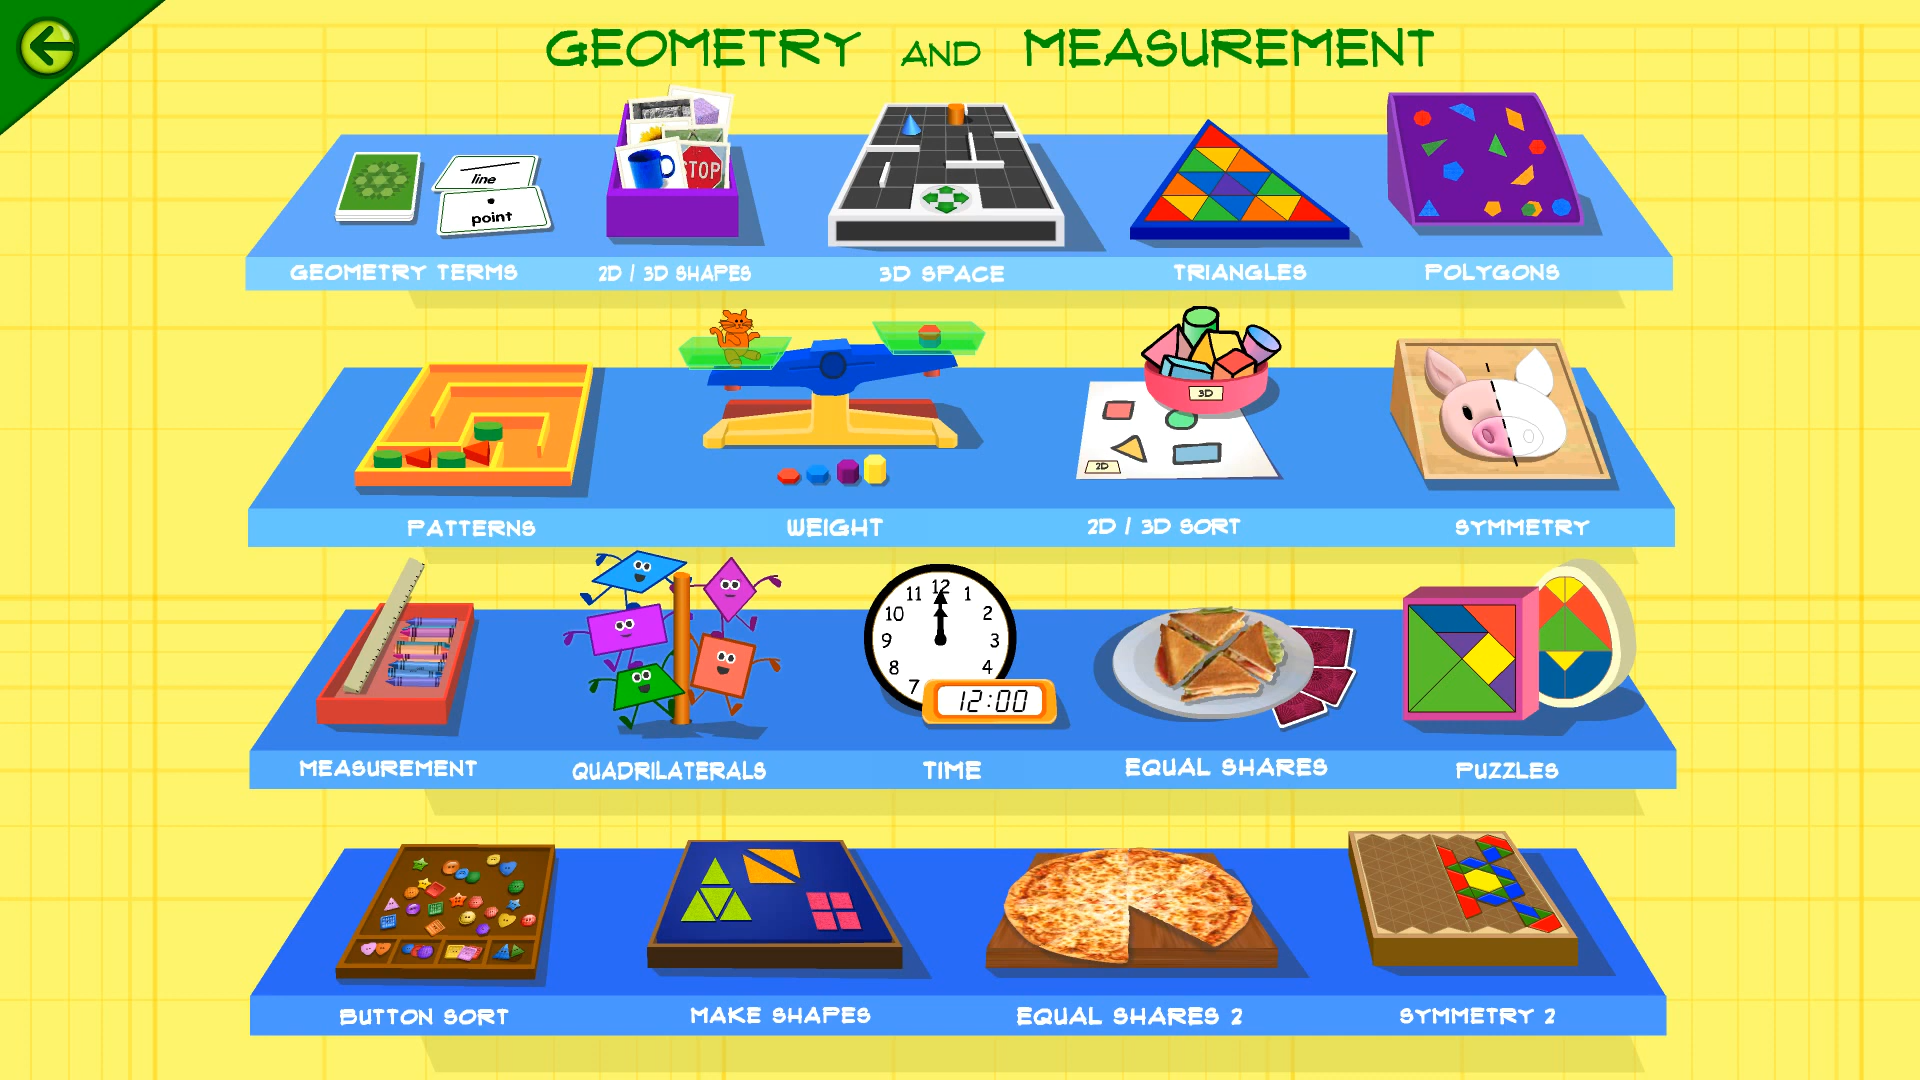 GEOMETRY AND MEASUREMENT
line
point
STOP
GEOMETRY TERMS
2D / 3D SHAPES
3D SPACE
TRIANGLES
POLYGONS
3D
2D
PATTERNS
WEIGHT
2D / 3D SORT
SYMMETRY
12
11 1
10 2
9 3
8 4
7
12:00
MEASUREMENT
QUADRILATERALS
TIME
EQUAL SHARES
PUZZLES
BUTTON SORT
MAKE SHAPES
EQUAL SHARES 2
SYMMETRY 2